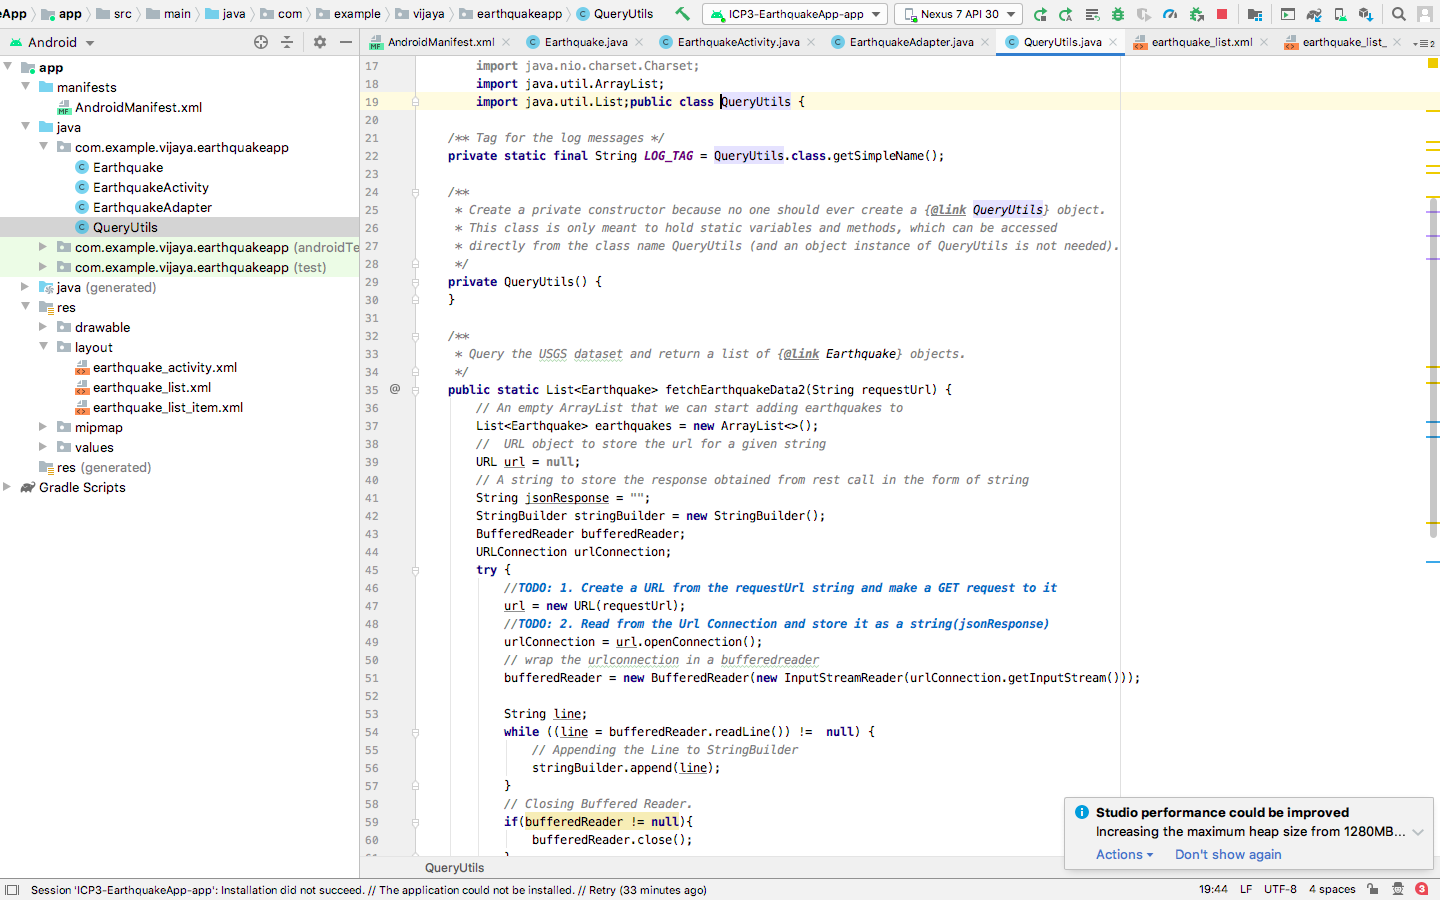 eApp app src main java com example vijaya earthquakeapp QueryUtils ICP3-EarthquakeApp-app Nexus 7 API 30
Android
AndroidManifest.xml Earthquake.java EarthquakeActivity.java EarthquakeAdapter.java QueryUtils.java earthquake_list.xml earthquake_list_ 2
app
manifests
AndroidManifest.xml
java
com.example.vijaya.earthquakeapp
Earthquake
EarthquakeActivity
EarthquakeAdapter
QueryUtils
com.example.vijaya.earthquakeapp (androidTe
com.example.vijaya.earthquakeapp (test)
java (generated)
res
drawable
layout
earthquake_activity.xml
earthquake_list.xml
earthquake_list_item.xml
mipmap
values
res (generated)
Gradle Scripts
17 import java.nio.charset.Charset;
18 import java.util.ArrayList;
19 import java.util.List;public class QueryUtils {
20
21 /** Tag for the log messages */
22 private static final String LOG_TAG = QueryUtils.class.getSimpleName();
23
24 /**
25 * Create a private constructor because no one should ever create a {@link QueryUtils} object.
26 * This class is only meant to hold static variables and methods, which can be accessed
27 * directly from the class name QueryUtils (and an object instance of QueryUtils is not needed).
28 */
29 private QueryUtils() {
30 }
31
32 /**
33 * Query the USGS dataset and return a list of {@link Earthquake} objects.
34 */
35 @ public static List<Earthquake> fetchEarthquakeData2(String requestUrl) {
36 // An empty ArrayList that we can start adding earthquakes to
37 List<Earthquake> earthquakes = new ArrayList<>();
38 //  URL object to store the url for a given string
39 URL url = null;
40 // A string to store the response obtained from rest call in the form of string
41 String jsonResponse = "";
42 StringBuilder stringBuilder = new StringBuilder();
43 BufferedReader bufferedReader;
44 URLConnection urlConnection;
45 try {
46 //TODO: 1. Create a URL from the requestUrl string and make a GET request to it
47 url = new URL(requestUrl);
48 //TODO: 2. Read from the Url Connection and store it as a string(jsonResponse)
49 urlConnection = url.openConnection();
50 // wrap the urlconnection in a bufferedreader
51 bufferedReader = new BufferedReader(new InputStreamReader(urlConnection.getInputStream()));
52
53 String line;
54 while ((line = bufferedReader.readLine()) !=  null) {
55 // Appending the Line to StringBuilder
56 stringBuilder.append(line);
57 }
58 // Closing Buffered Reader.
59 if(bufferedReader != null){
60 bufferedReader.close();
QueryUtils
Studio performance could be improved
Increasing the maximum heap size from 1280MB...
Actions Don't show again
Session 'ICP3-EarthquakeApp-app': Installation did not succeed. // The application could not be installed. // Retry (33 minutes ago) 19:44 LF UTF-8 4 spaces 3